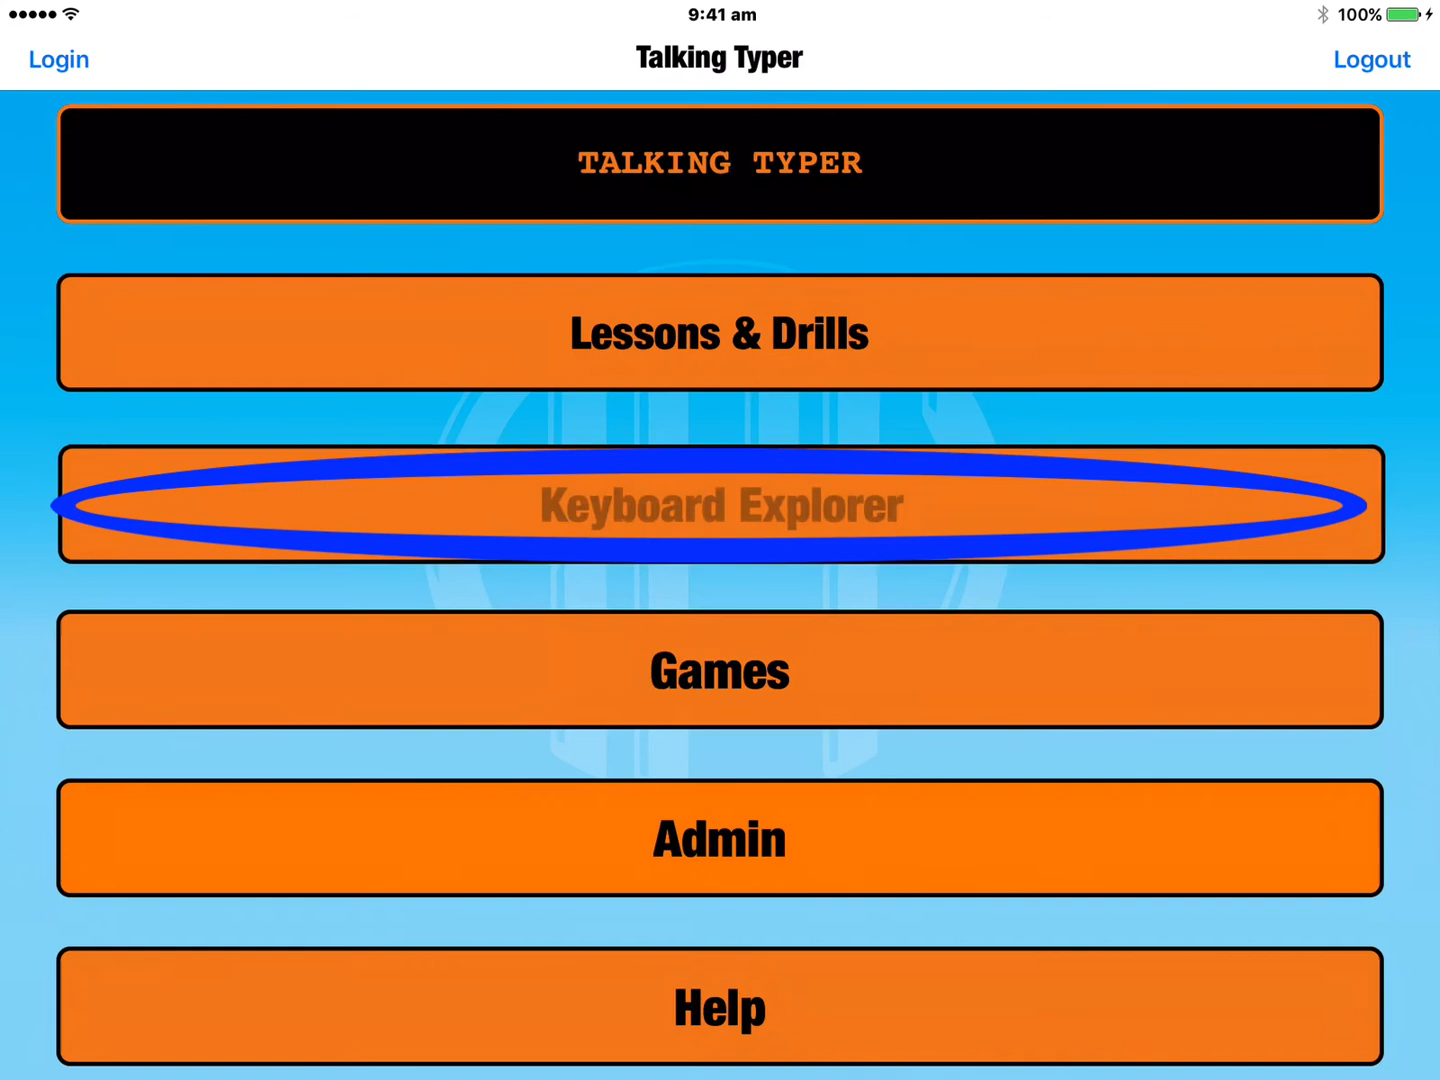 9:41 am
100%
Login
Talking Typer
Logout
TALKING TYPER
Lessons & Drills
Keyboard Explorer
Games
Admin
Help